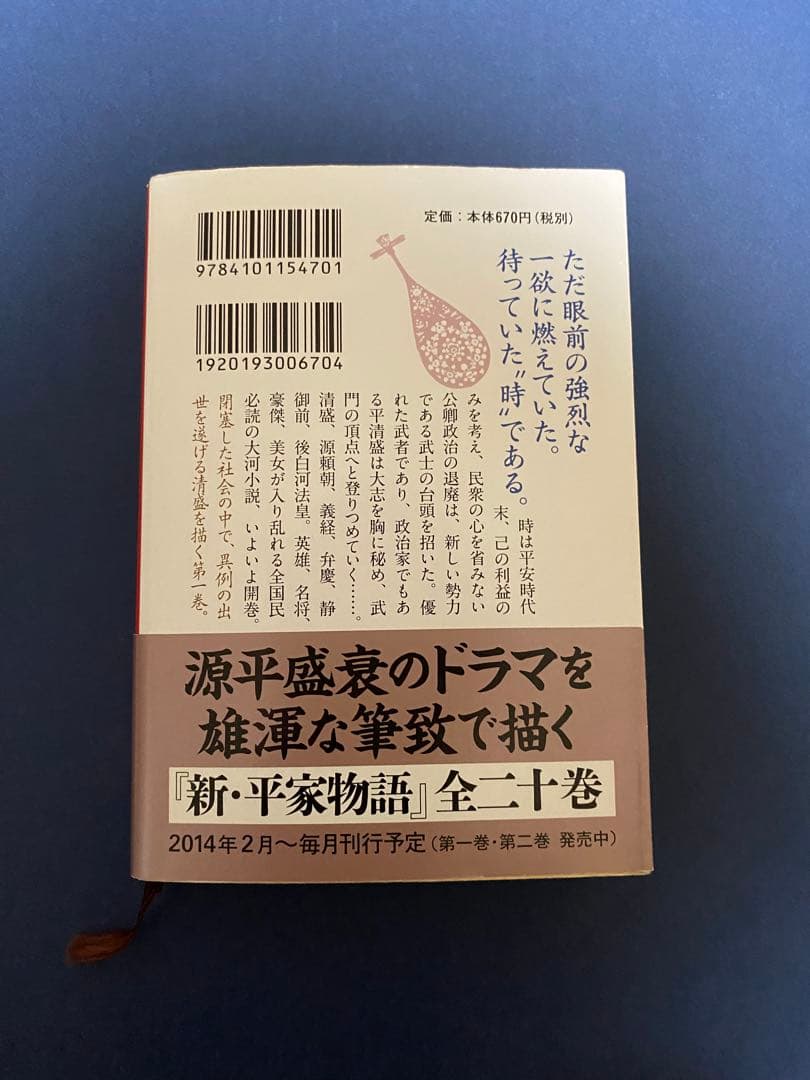 9784101154701
1920193006704
定価：本体670円（税別）
ただ眼前の強烈な
一欲に燃えていた。
待っていた〝時〟である。
時は平安時代
末、己の利益の
みを考え、民衆の心を省みない
公卿政治の退廃は、新しい勢力
である武士の台頭を招いた。優
れた武者であり、政治家でもあ
る平清盛は大志を胸に秘め、武
門の頂点へと登りつめていく……。
清盛、源頼朝、義経、弁慶、静
御前、後白河法皇。英雄、名将、
豪傑、美女が入り乱れる全国民
必読の大河小説、いよいよ開巻。
閉塞した社会の中で、異例の出
世を遂げる清盛を描く第一巻。
源平盛衰のドラマを
雄渾な筆致で描く
『新・平家物語』全二十巻
2014年2月〜毎月刊行予定（第一巻・第二巻 発売中）